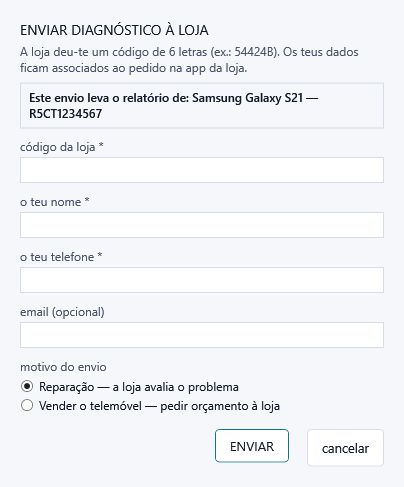 ENVIAR DIAGNÓSTICO À LOJA
A loja deu-te um código de 6 letras (ex.: 54424B). Os teus dados
ficam associados ao pedido na app da loja.
Este envio leva o relatório de: Samsung Galaxy S21 —
R5CT1234567
código da loja *
o teu nome *
o teu telefone *
email (opcional)
motivo do envio
Reparação — a loja avalia o problema
Vender o telemóvel — pedir orçamento à loja
ENVIAR
cancelar